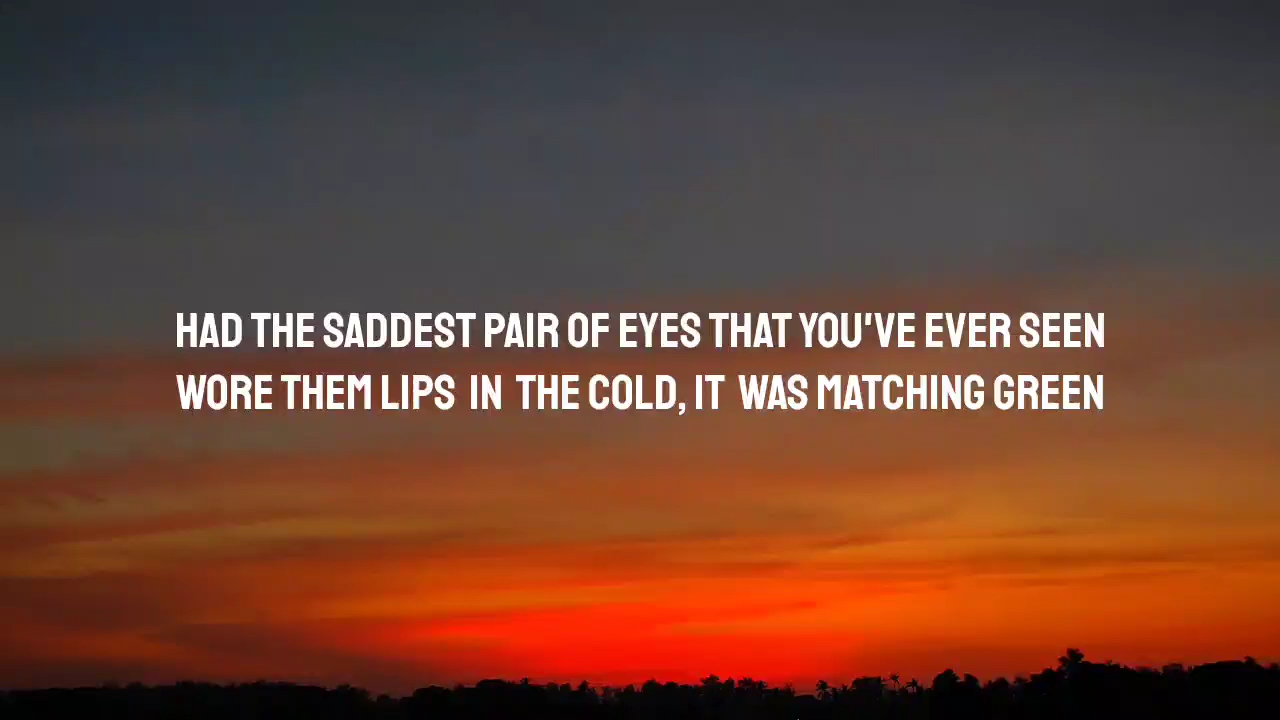 HAD THE SADDEST PAIR OF EYES THAT YOU'VE EVER SEEN
WORE THEM LIPS IN THE COLD, IT WAS MATCHING GREEN